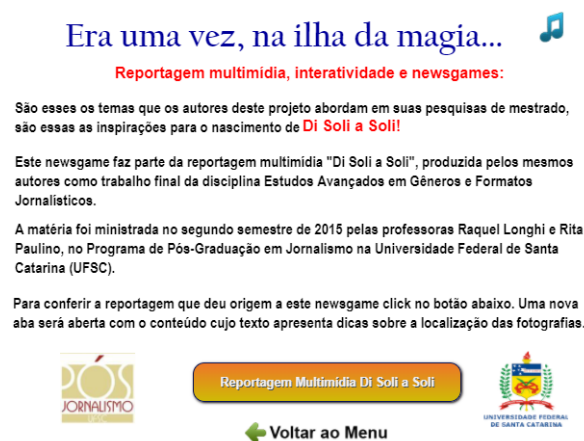 Era uma vez, na ilha da magia...
Reportagem multimídia, interatividade e newsgames:
São esses os temas que os autores deste projeto abordam em suas pesquisas de mestrado,
são essas as inspirações para o nascimento de Di Soli a Soli!
Este newsgame faz parte da reportagem multimídia "Di Soli a Soli", produzida pelos mesmos
autores como trabalho final da disciplina Estudos Avançados em Gêneros e Formatos
Jornalísticos.
A matéria foi ministrada no segundo semestre de 2015 pelas professoras Raquel Longhi e Rita
Paulino, no Programa de Pós-Graduação em Jornalismo na Universidade Federal de Santa
Catarina (UFSC).
Para conferir a reportagem que deu origem a este newsgame click no botão abaixo. Uma nova
aba será aberta com o conteúdo cujo texto apresenta dicas sobre a localização das fotografias.
PÓS
JORNALISMO
UFSC
Reportagem Multimídia Di Soli a Soli
UNIVERSIDADE FEDERAL
DE SANTA CATARINA
Voltar ao Menu